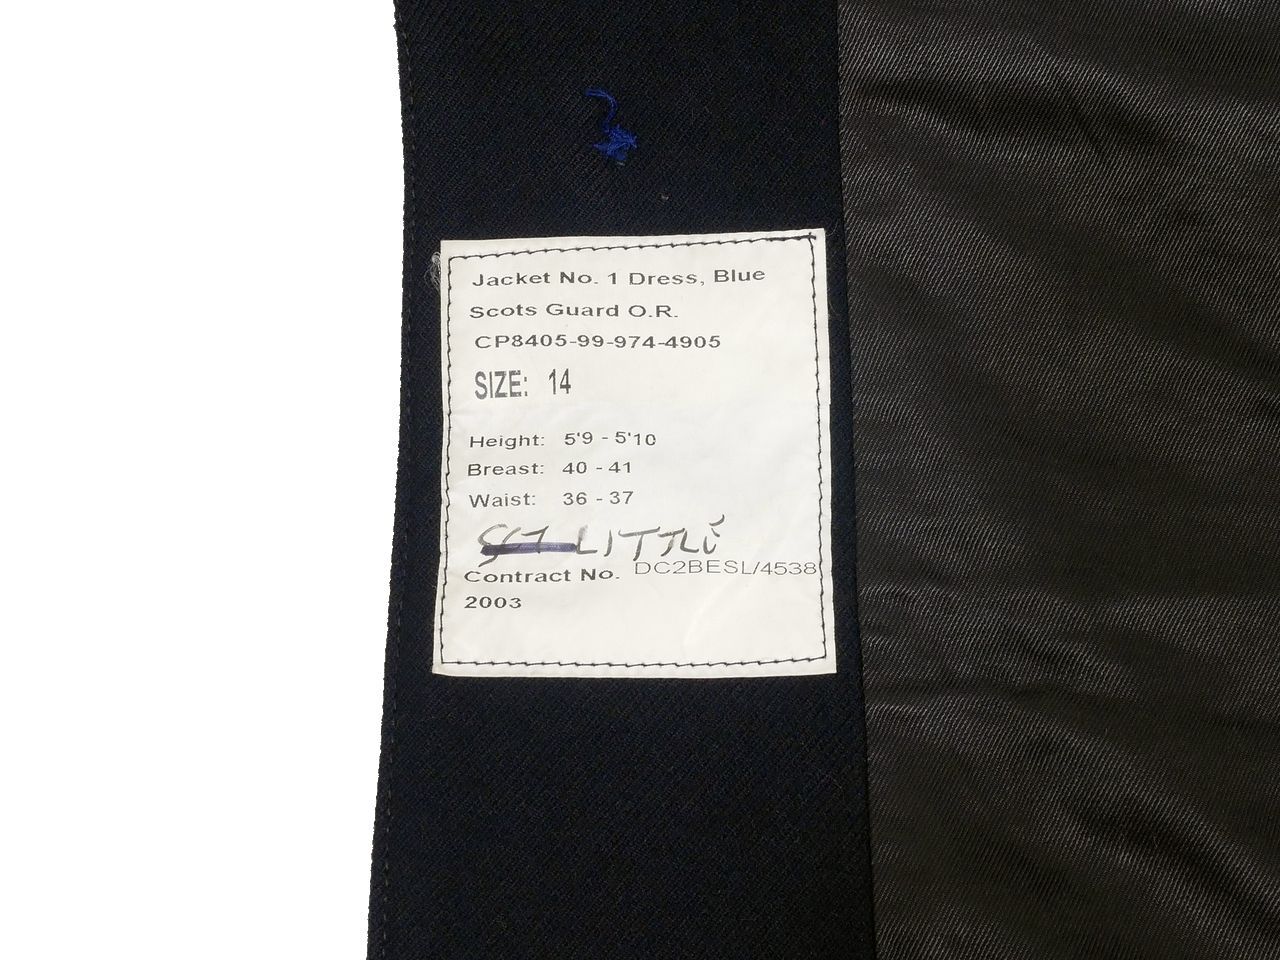 Jacket No. 1 Dress, Blue
Scots Guard O.R.
CP8405-99-974-4905
SIZE: 14
Height: 5'9 - 5'10
Breast: 40 - 41
Waist: 36 - 37
LITTLE
Contract No. DC2BESL/4538
2003